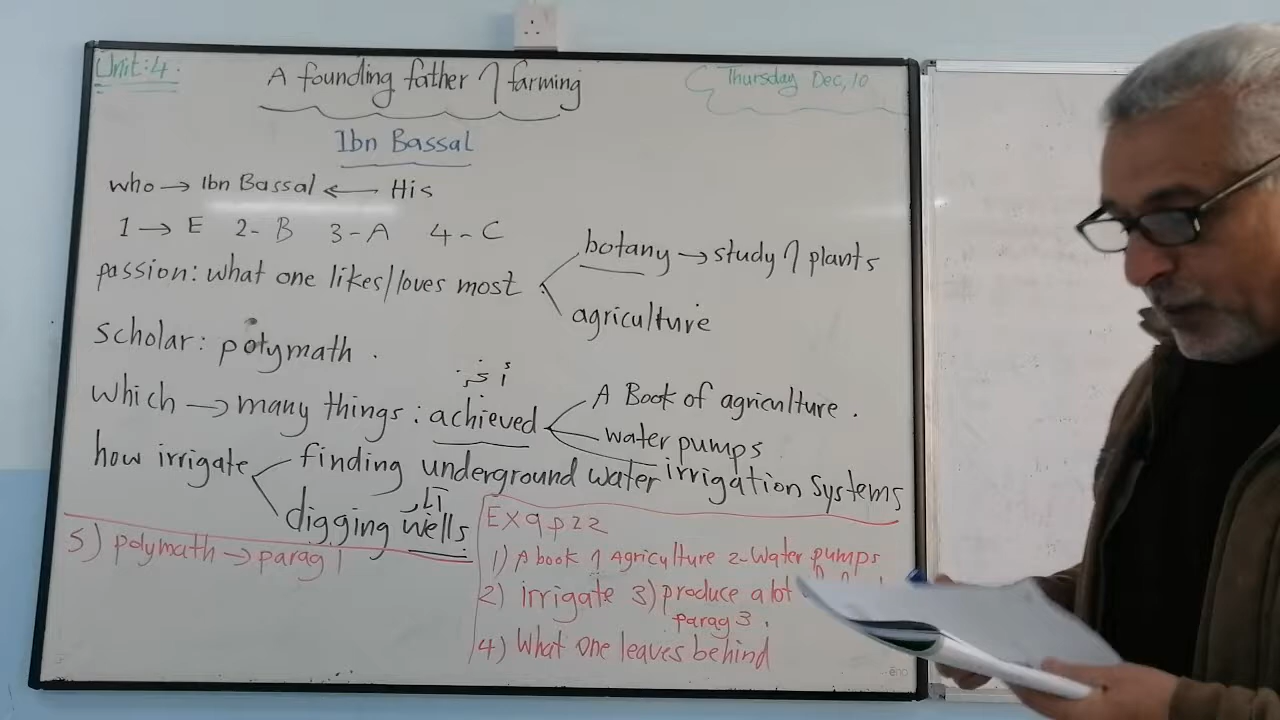 Unit: 4.
A founding father of farming
Thursday Dec, 10
Ibn Bassal
who → Ibn Bassal ← His
1 → E 2- B 3- A 4 - C
passion: what one likes/loves most
botany → study of plants
agriculture
scholar: polymath .
which → many things : achieved
A Book of agriculture .
water pumps
irrigation systems
how irrigate
finding underground water
digging wells
آبار
5) polymath → parag 1
Ex 9 p 22
1) A book of Agriculture 2- Water pumps
2) irrigate 3) produce a lot
parag 3 .
4) What one leaves behind
eno